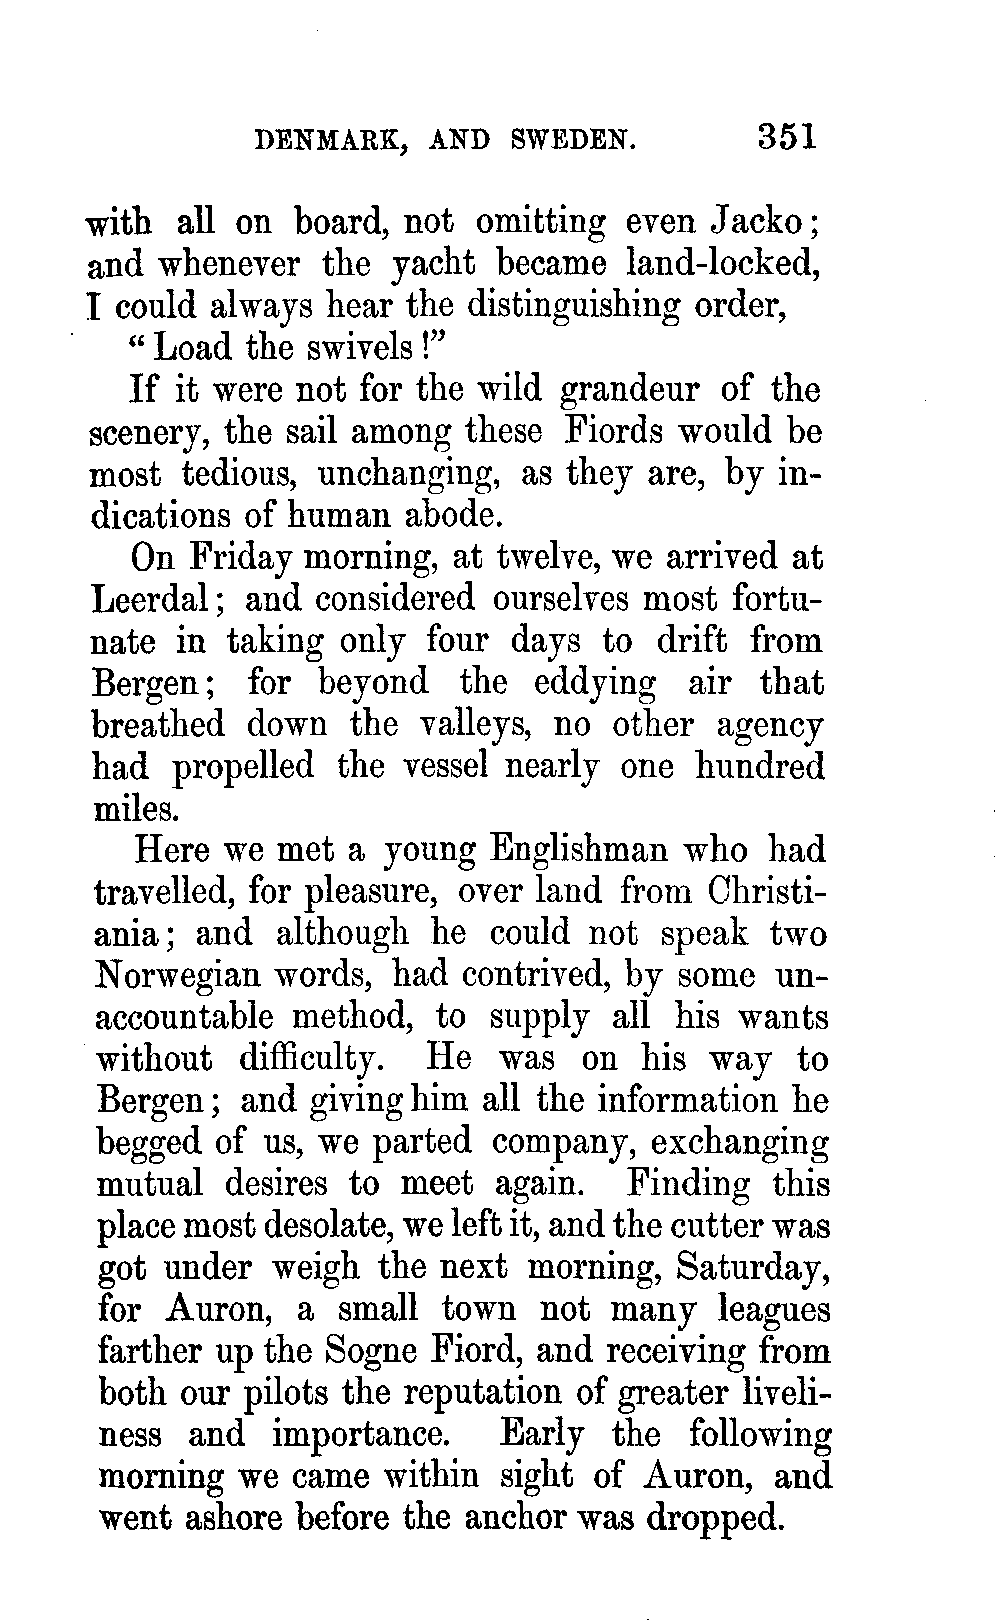 DENMARK, AND SWEDEN. 351
with all on board, not omitting even Jacko;
and whenever the yacht became land-locked,
I could always hear the distinguishing order,
“ Load the swivels !”
If it were not for the wild grandeur of the
scenery, the sail among these Fiords would be
most tedious, unchanging, as they are, by in-
dications of human abode.
On Friday morning, at twelve, we arrived at
Leerdal; and considered ourselves most fortu-
nate in taking only four days to drift from
Bergen; for beyond the eddying air that
breathed down the valleys, no other agency
had propelled the vessel nearly one hundred
miles.
Here we met a young Englishman who had
travelled, for pleasure, over land from Christi-
ania; and although he could not speak two
Norwegian words, had contrived, by some un-
accountable method, to supply all his wants
without difficulty. He was on his way to
Bergen; and giving him all the information he
begged of us, we parted company, exchanging
mutual desires to meet again. Finding this
place most desolate, we left it, and the cutter was
got under weigh the next morning, Saturday,
for Auron, a small town not many leagues
farther up the Sogne Fiord, and receiving from
both our pilots the reputation of greater liveli-
ness and importance. Early the following
morning we came within sight of Auron, and
went ashore before the anchor was dropped.